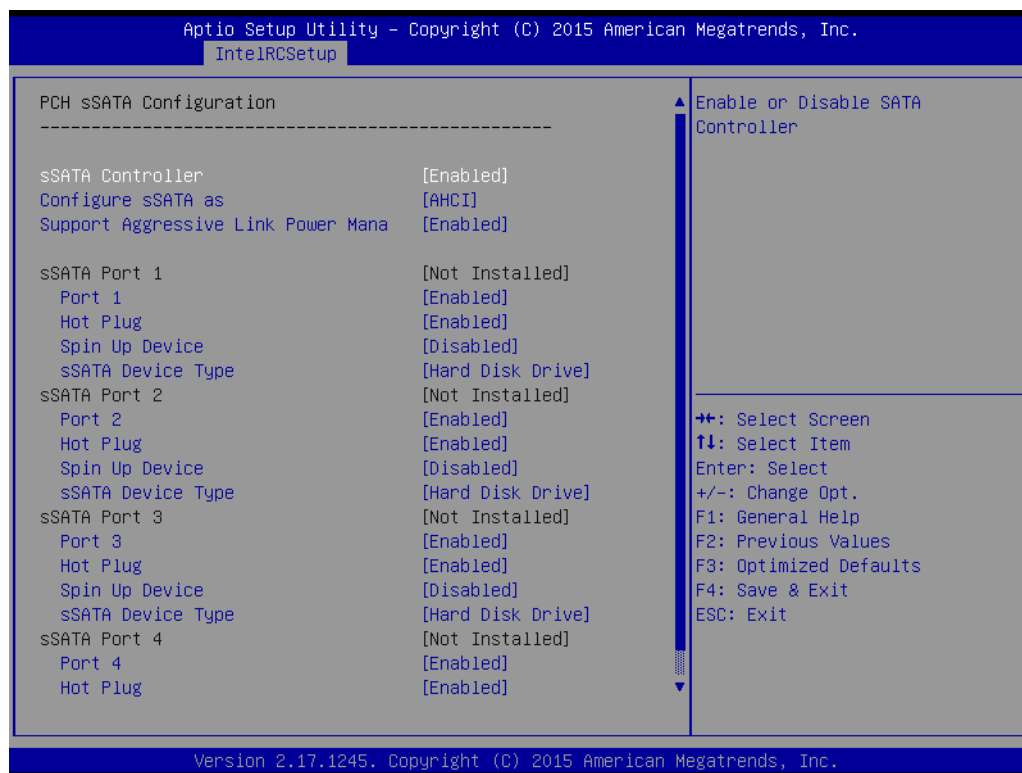 Aptio Setup Utility – Copyright (C) 2015 American Megatrends, Inc.
IntelRCSetup
PCH sSATA Configuration
--------------------------------------------------
sSATA Controller [Enabled]
Configure sSATA as [AHCI]
Support Aggressive Link Power Mana [Enabled]
sSATA Port 1 [Not Installed]
Port 1 [Enabled]
Hot Plug [Enabled]
Spin Up Device [Disabled]
sSATA Device Type [Hard Disk Drive]
sSATA Port 2 [Not Installed]
Port 2 [Enabled]
Hot Plug [Enabled]
Spin Up Device [Disabled]
sSATA Device Type [Hard Disk Drive]
sSATA Port 3 [Not Installed]
Port 3 [Enabled]
Hot Plug [Enabled]
Spin Up Device [Disabled]
sSATA Device Type [Hard Disk Drive]
sSATA Port 4 [Not Installed]
Port 4 [Enabled]
Hot Plug [Enabled]
Enable or Disable SATA
Controller
→←: Select Screen
↑↓: Select Item
Enter: Select
+/-: Change Opt.
F1: General Help
F2: Previous Values
F3: Optimized Defaults
F4: Save & Exit
ESC: Exit
Version 2.17.1245. Copyright (C) 2015 American Megatrends, Inc.